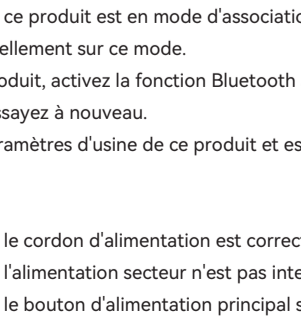 ce produit est en mode d'associatio
ellement sur ce mode.
oduit, activez la fonction Bluetooth
ssayez à nouveau.
ramètres d'usine de ce produit et es
le cordon d'alimentation est correc
l'alimentation secteur n'est pas inte
le bouton d'alimentation principal s